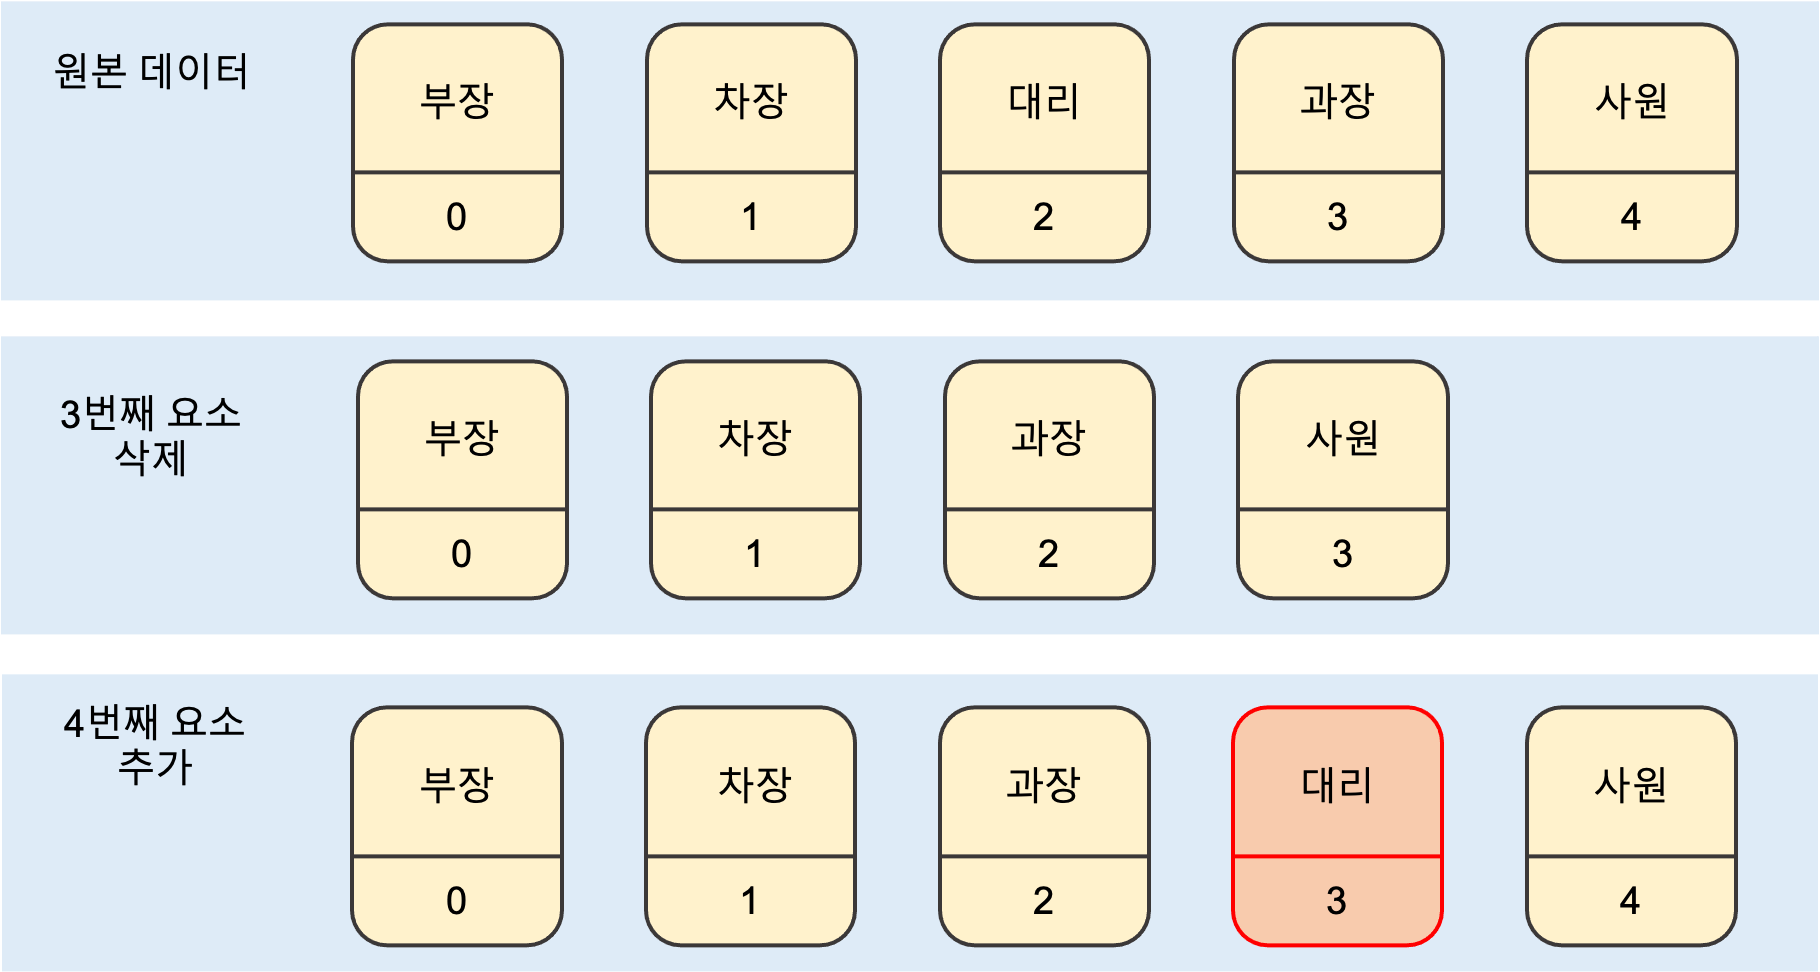 원본 데이터
부장 차장 대리 과장 사원
0 1 2 3 4
3번째 요소
삭제
부장 차장 과장 사원
0 1 2 3
4번째 요소
추가
부장 차장 과장 대리 사원
0 1 2 3 4